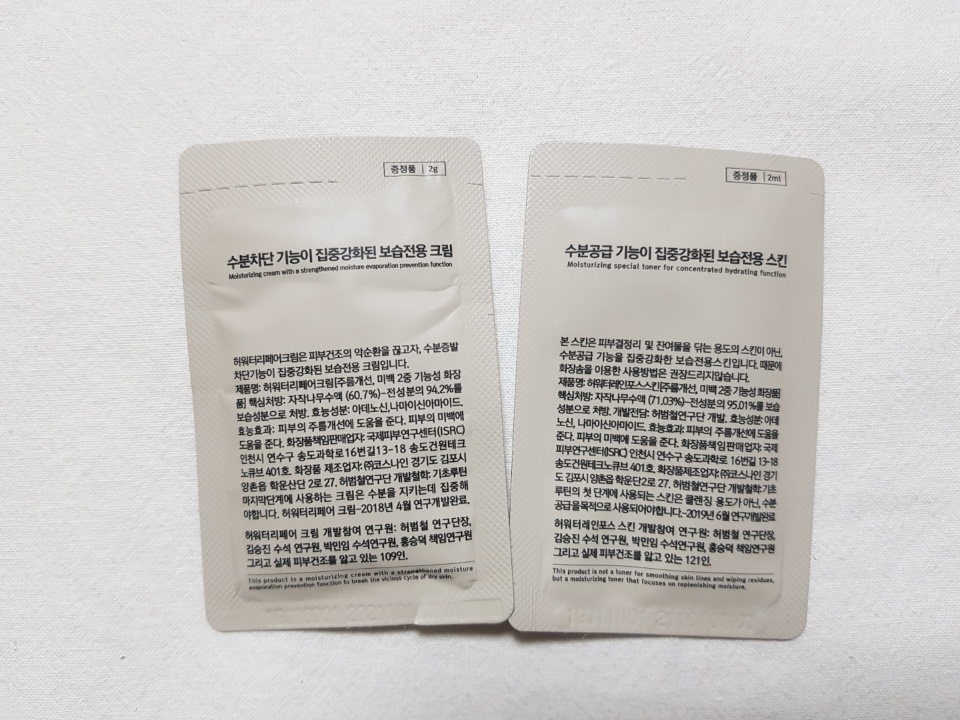 증정품 2g
수분차단 기능이 집중강화된 보습전용 크림
Moisturizing cream with a strengthened moisture evaporation prevention function
허워터리페어크림은 피부건조의 악순환을 끊고자, 수분증발
차단기능이 집중강화된 보습전용 크림입니다.
제품명: 허워터리페어크림[주름개선, 미백 2중 기능성 화장
품] 핵심처방: 자작나무수액 (60.7%)-전성분의 94.2%를
보습성분으로 처방. 효능성분: 아데노신,나마이신아마이드.
효능효과: 피부의 주름개선에 도움을 준다. 피부의 미백에
도움을 준다. 화장품책임판매업자: 국제피부연구센터(ISRC)
인천시 연수구 송도과학로16번길13-18 송도건원테크
노큐브 401호. 화장품 제조업자: ㈜코스나인 경기도 김포시
양촌읍 학운산단 2로 27. 허범철연구단 개발철학: 기초루틴
마지막단계에 사용하는 크림은 수분을 지키는데 집중해
야합니다. 허워터리페어 크림-2018년 4월 연구개발완료.
허워터리페어 크림 개발참여 연구원: 허범철 연구단장,
김승진 수석 연구원, 박민임 수석연구원, 홍승덕 책임연구원
그리고 실제 피부건조를 앓고 있는 109인.
This product is a moisturizing cream with a strengthened moisture
evaporation prevention function to break the vicious cycle of dry skin.
증정품 2ml
수분공급 기능이 집중강화된 보습전용 스킨
Moisturizing special toner for concentrated hydrating function
본 스킨은 피부결정리 및 잔여물을 닦는 용도의 스킨이 아닌,
수분공급 기능을 집중강화한 보습전용스킨입니다. 때문에
화장솜을 이용한 사용방법은 권장드리지않습니다.
제품명: 허워터레인포스스킨[주름개선, 미백 2중 기능성 화장품]
핵심처방: 자작나무수액 (71.03%)-전성분의 95.01%를 보습
성분으로 처방. 개발전담: 허범철연구단 개발. 효능성분: 아데
노신, 나마이신아마이드. 효능효과: 피부의 주름개선에 도움을
준다. 피부의 미백에 도움을 준다. 화장품책임판매업자: 국제
피부연구센터(ISRC) 인천시 연수구 송도과학로 16번길 13-18
송도건원테크노큐브 401호. 화장품제조업자:㈜코스나인 경기
도 김포시 양촌읍 학운산단2로 27. 허범철연구단 개발철학:기초
루틴의 첫 단계에 사용되는 스킨은 클렌징 용도가 아닌, 수분
공급을목적으로 사용되어야합니다.-2019년 6월 연구개발완료
허워터레인포스 스킨 개발참여 연구원: 허범철 연구단장,
김승진 수석 연구원, 박민임 수석연구원, 홍승덕 책임연구원
그리고 실제 피부건조를 앓고 있는 121인.
This product is not a toner for smoothing skin lines and wiping residues,
but a moisturizing toner that focuses on replenishing moisture.